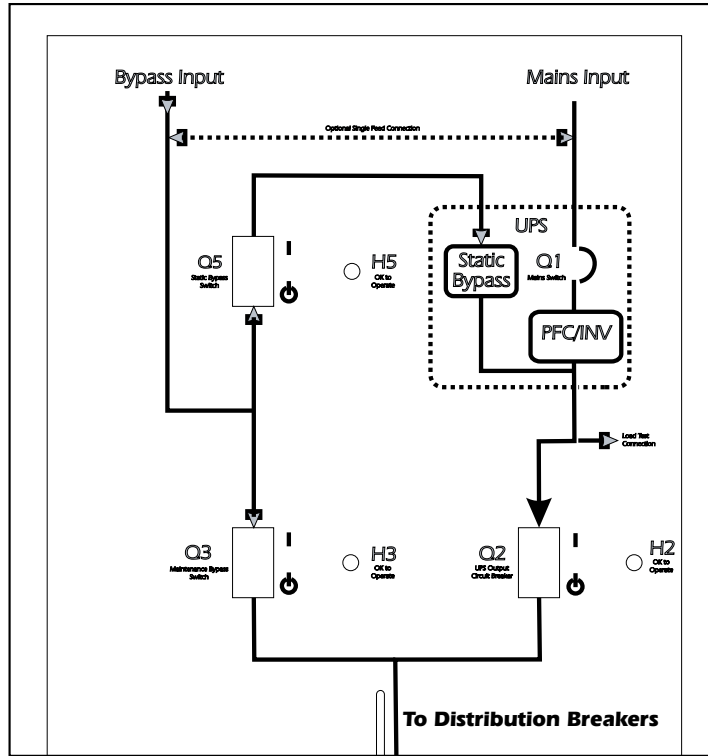 Bypass Input
Mains Input
Optional Single Feed Connection
UPS
Q5
Static Bypass
Switch
I
H5
OK to
Operate
Static
Bypass
Q1
Mains Switch
PFC/INV
Load Test
Connection
Q3
Maintenance Bypass
Switch
I
H3
OK to
Operate
Q2
UPS Output
Circuit Breaker
I
H2
OK to
Operate
To Distribution Breakers